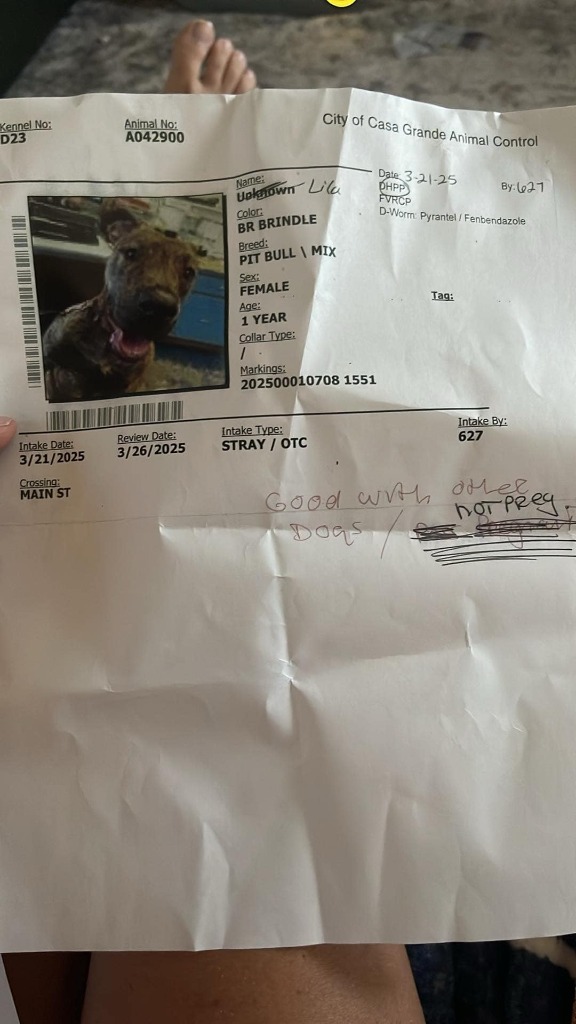 City of Casa Grande Animal Control
Kennel No:
D23
Animal No:
A042900
Name:
Unknown Lila
Color:
BR BRINDLE
Breed:
PIT BULL \ MIX
Sex:
FEMALE
Age:
1 YEAR
Collar Type:
/
Markings:
202500010708 1551
Date: 3-21-25
By: 627
DHPP
FVRCP
D-Worm: Pyrantel / Fenbendazole
Tag:
Intake Date:
3/21/2025
Review Date:
3/26/2025
Intake Type:
STRAY / OTC
Intake By:
627
Crossing:
MAIN ST
Good with other
Dogs /
NOT PREG.